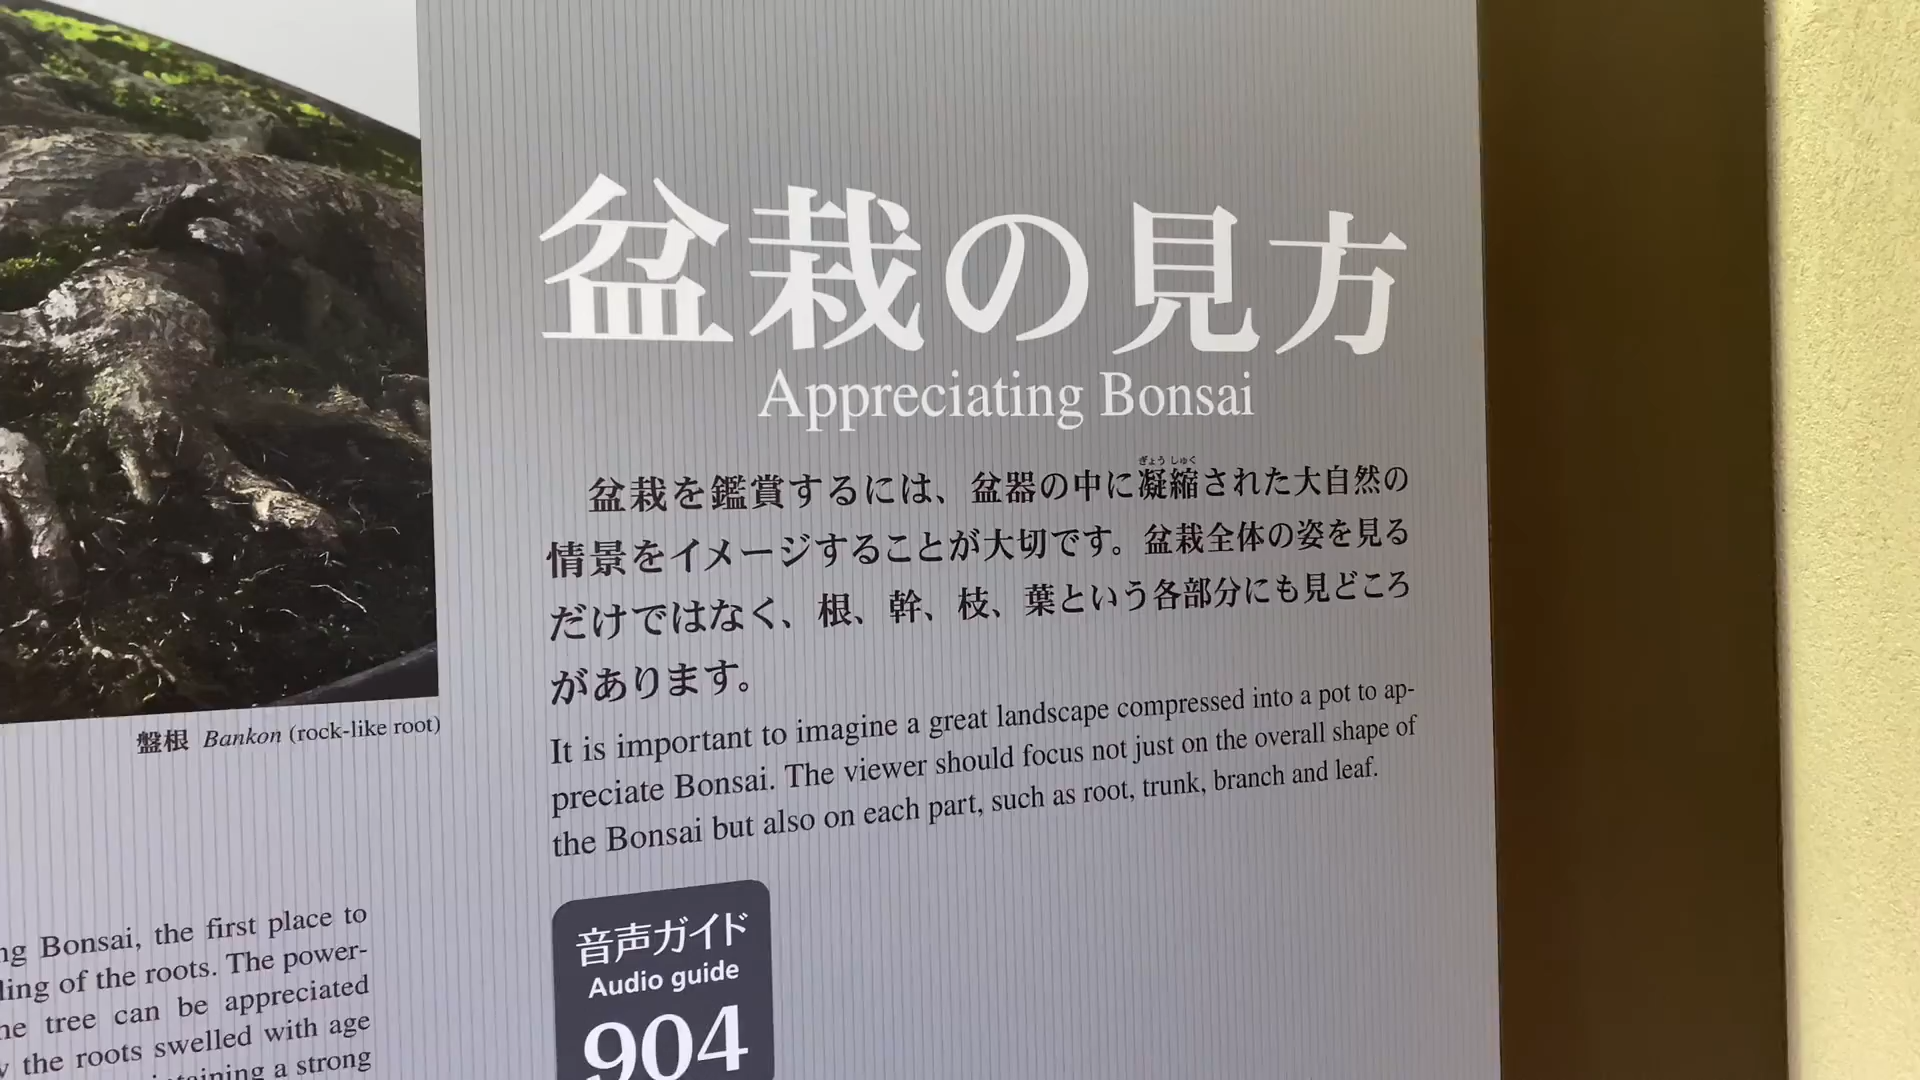 盆栽の見方
Appreciating Bonsai
盆栽を鑑賞するには、盆器の中に凝縮された大自然の
ぎょうしゅく
情景をイメージすることが大切です。盆栽全体の姿を見る
だけではなく、根、幹、枝、葉という各部分にも見どころ
があります。
It is important to imagine a great landscape compressed into a pot to ap-
preciate Bonsai. The viewer should focus not just on the overall shape of
the Bonsai but also on each part, such as root, trunk, branch and leaf.
音声ガイド
Audio guide
904
盤根 Bankon (rock-like root)
Bonsai, the first place to
of the roots. The power-
tree can be appreciated
the roots swelled with age
a strong